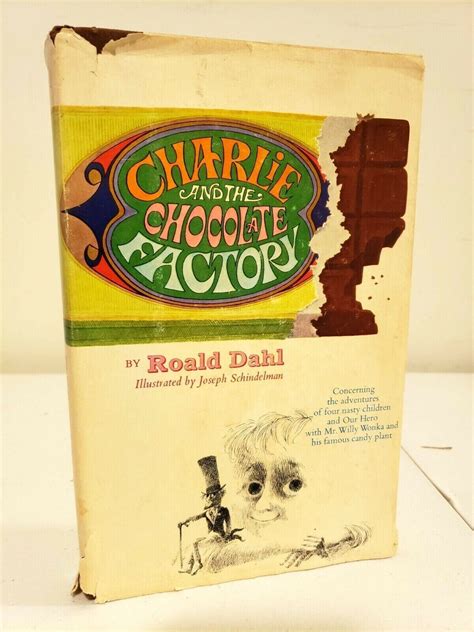 CHARLIE
AND THE
CHOCOLATE
FACTORY
BY Roald Dahl
Illustrated by Joseph Schindelman
Concerning
the adventures
of four nasty children
and Our Hero
with Mr. Willy Wonka and
his famous candy plant